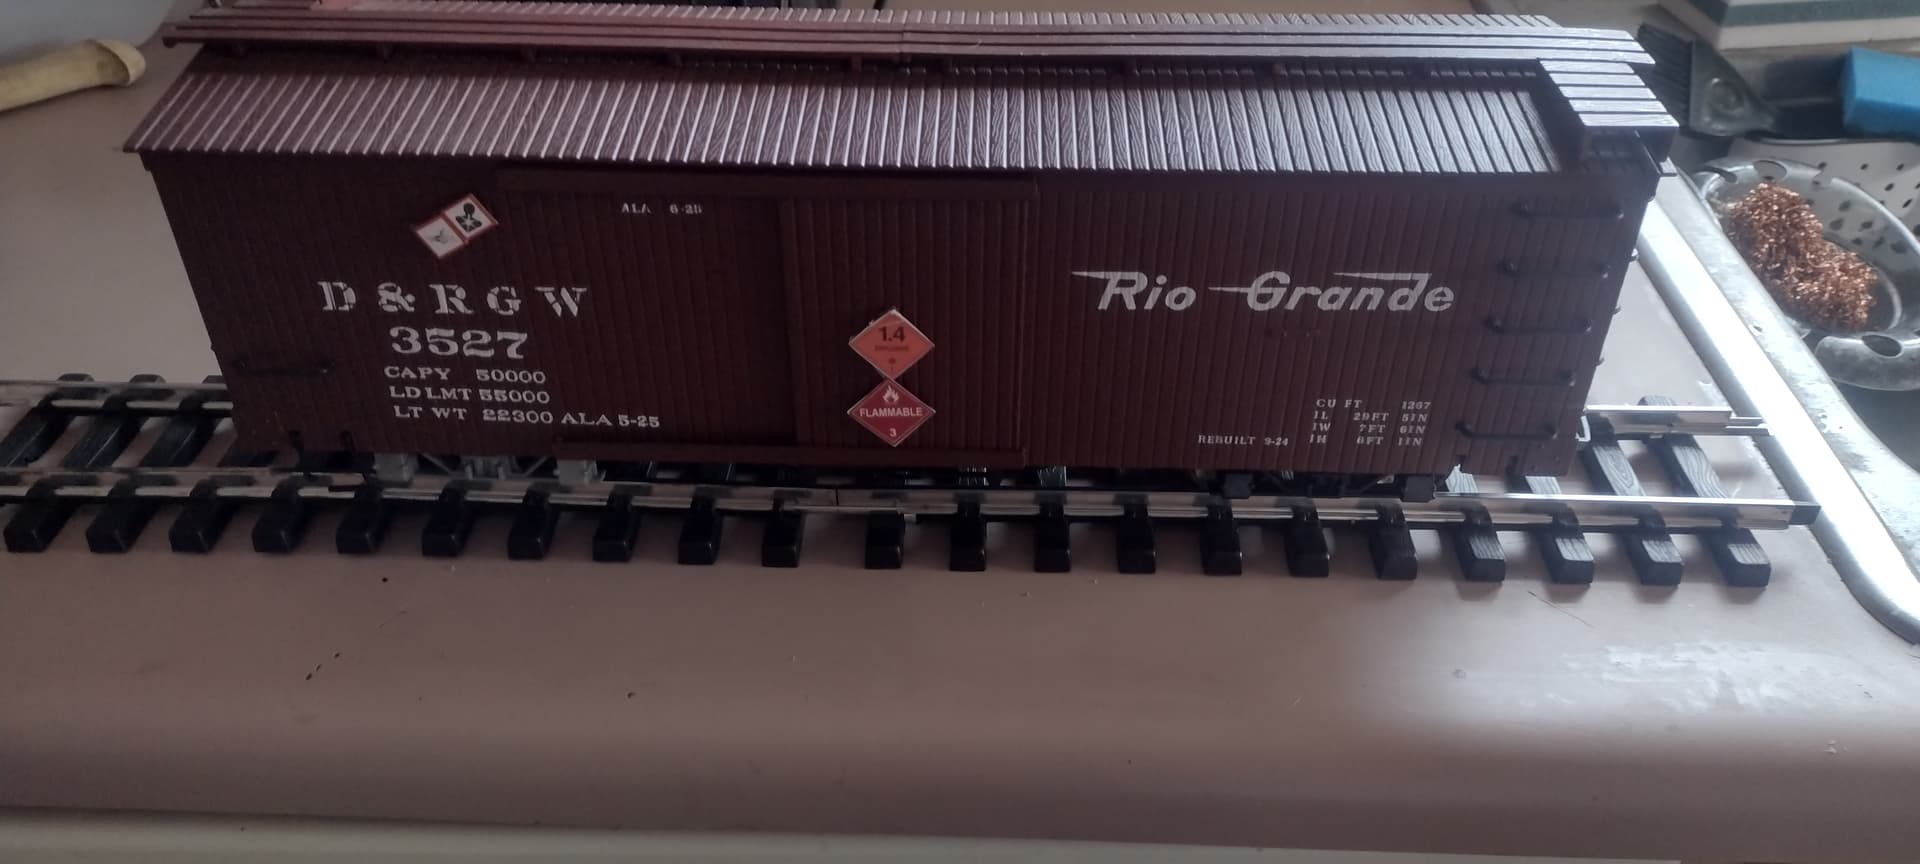 ALA 6-25
D & R G W
3527
CAPY 50000
LD LMT 55000
LT WT 22300 ALA 5-25
1.4
FLAMMABLE
3
Rio Grande
REBUILT 9-24
CU FT 1267
IL 29FT 5IN
IW 7FT 6IN
IH 6FT 1IN